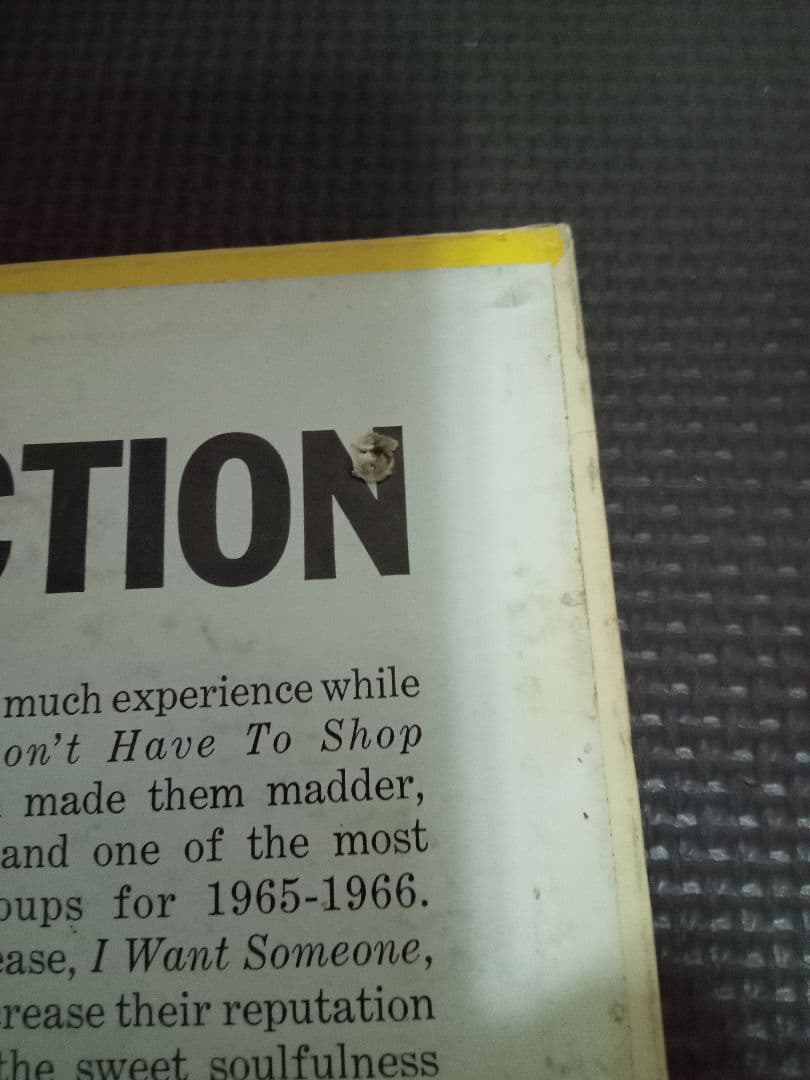 CTION
much experience while
on't Have To Shop
made them madder,
and one of the most
oups for 1965-1966.
ease, I Want Someone,
rease their reputation
the sweet soulfulness